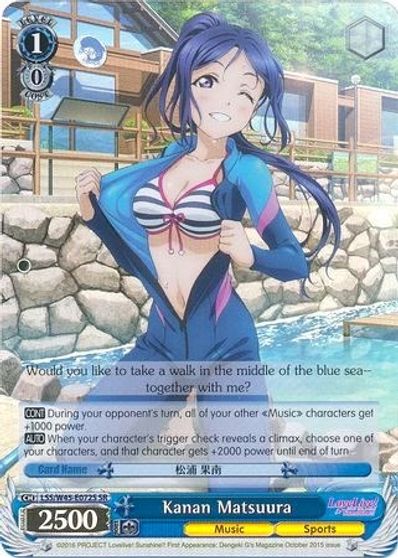 LEVEL
1
0
COST
Would you like to take a walk in the middle of the blue sea--
together with me?
CONT During your opponent's turn, all of your other «Music» characters get
+1000 power.
AUTO When your character's trigger check reveals a climax, choose one of
your characters, and that character gets +2000 power until end of turn
Card Name 松浦 果南
CH LSS/W45-E072S SR
2500
Kanan Matsuura
LoveLive!
Music Sports
©2016 PROJECT Lovelive! Sunshine!! First Appearance: Dengeki G's Magazine October 2015 issue